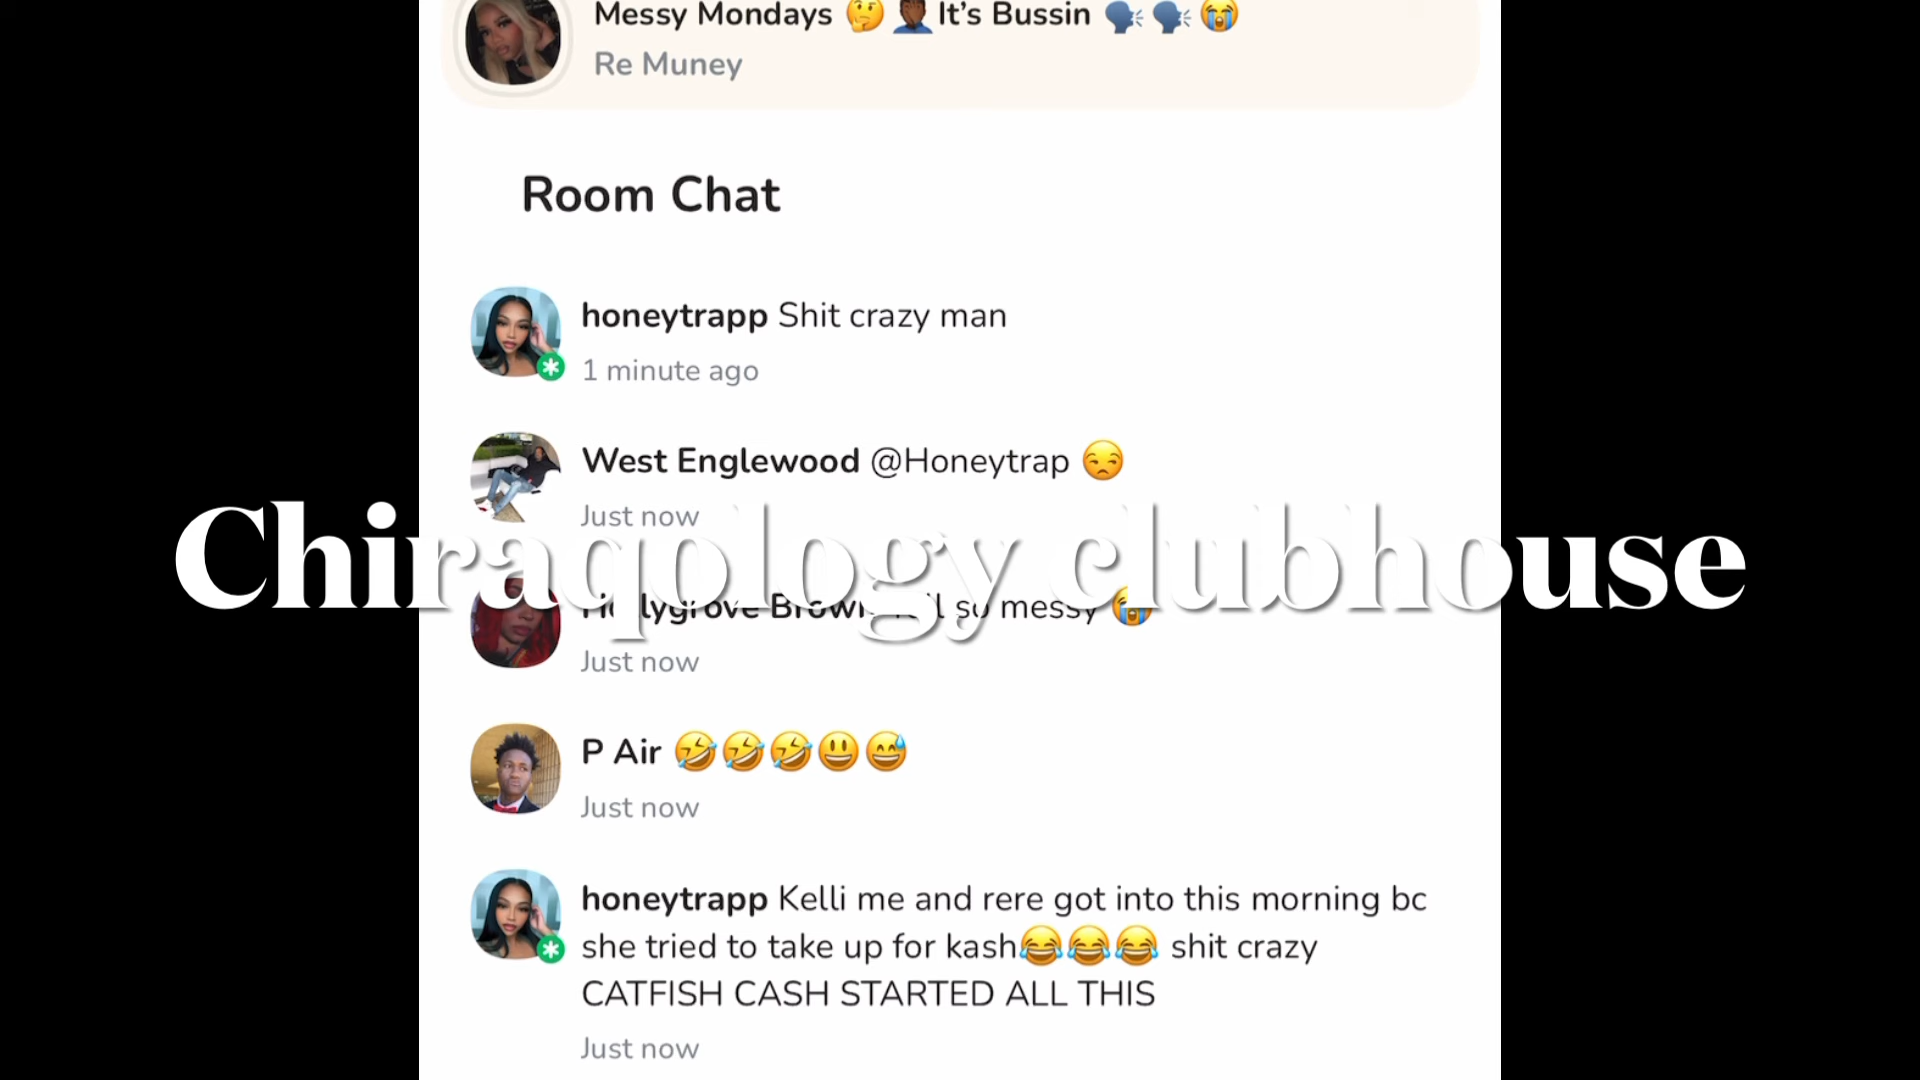 Messy Mondays 🤔 🤦🏾‍♂️It's Bussin 🗣️ 🗣️ 😭
Re Muney
Room Chat
honeytrapp Shit crazy man
1 minute ago
West Englewood @Honeytrap 😒
Just now
Chiraqology clubhouse
so messy 😭
Just now
P Air 🤣🤣🤣😃😅
Just now
honeytrapp Kelli me and rere got into this morning bc
she tried to take up for kash😂😂😂 shit crazy
CATFISH CASH STARTED ALL THIS
Just now